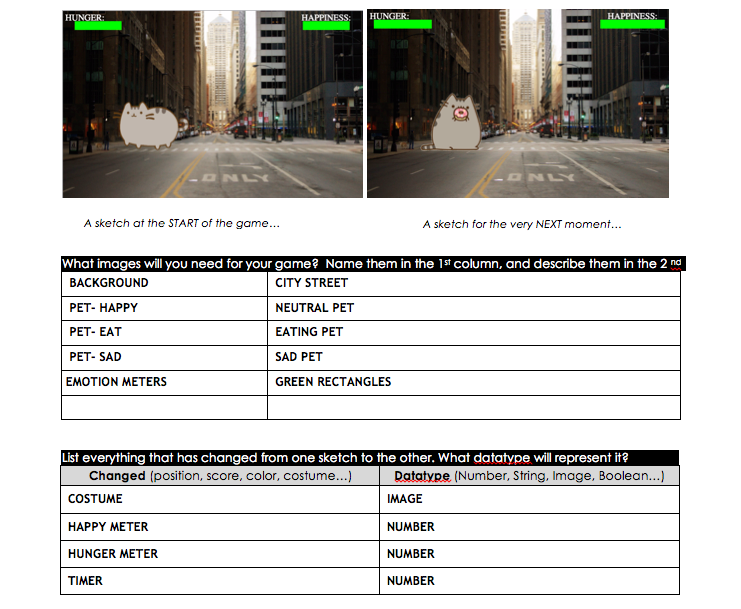 HUNGER: HAPPINESS:
HUNGER: HAPPINESS:
ONLY
ONLY
A sketch at the START of the game...
A sketch for the very NEXT moment...
What images will you need for your game? Name them in the 1st column, and describe them in the 2 nd
BACKGROUND CITY STREET
PET- HAPPY NEUTRAL PET
PET- EAT EATING PET
PET- SAD SAD PET
EMOTION METERS GREEN RECTANGLES
List everything that has changed from one sketch to the other. What datatype will represent it?
Changed (position, score, color, costume...) Datatype (Number, String, Image, Boolean...)
COSTUME IMAGE
HAPPY METER NUMBER
HUNGER METER NUMBER
TIMER NUMBER